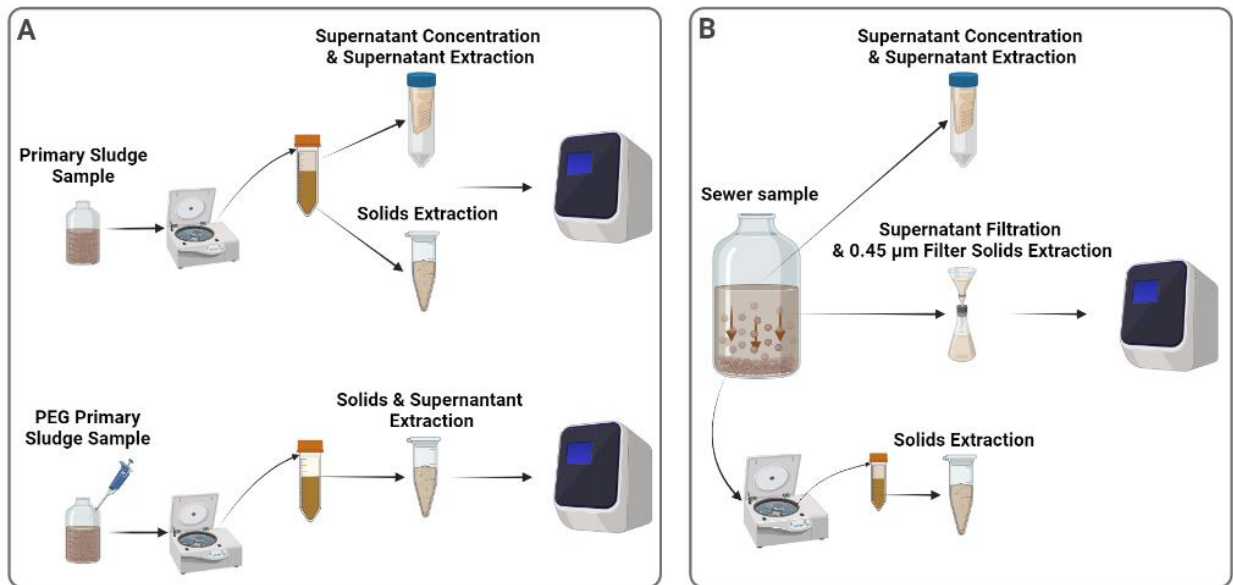 A
Supernatant Concentration
& Supernatant Extraction
Primary Sludge
Sample
Solids Extraction
PEG Primary
Sludge Sample
Solids & Supernantant
Extraction
B
Supernatant Concentration
& Supernatant Extraction
Sewer sample
Supernatant Filtration
& 0.45 µm Filter Solids Extraction
Solids Extraction